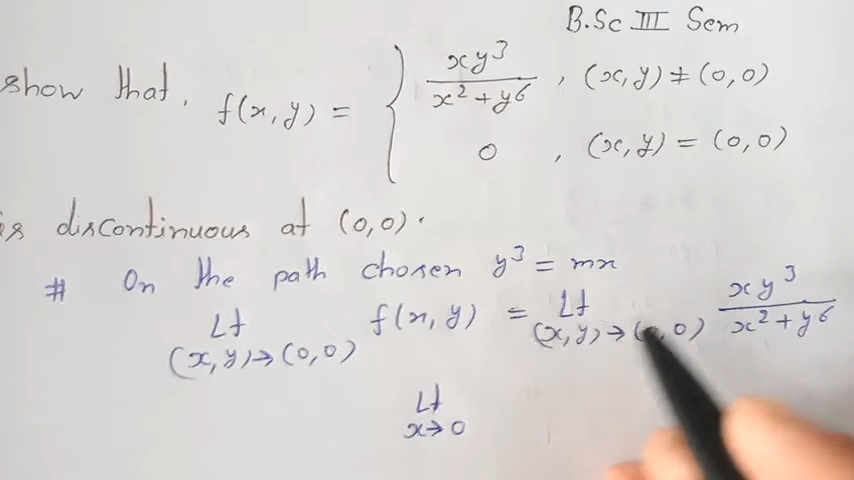 B.Sc III Sem
show that, f(x,y) = { xy³/x²+y⁶ , (x,y) ≠ (0,0)
0 , (x,y) = (0,0)
is discontinuous at (0,0).
# On the path chosen y³ = mx
Lt (x,y)→(0,0) f(x,y) = Lt (x,y)→(0,0) xy³/x²+y⁶
Lt x→0